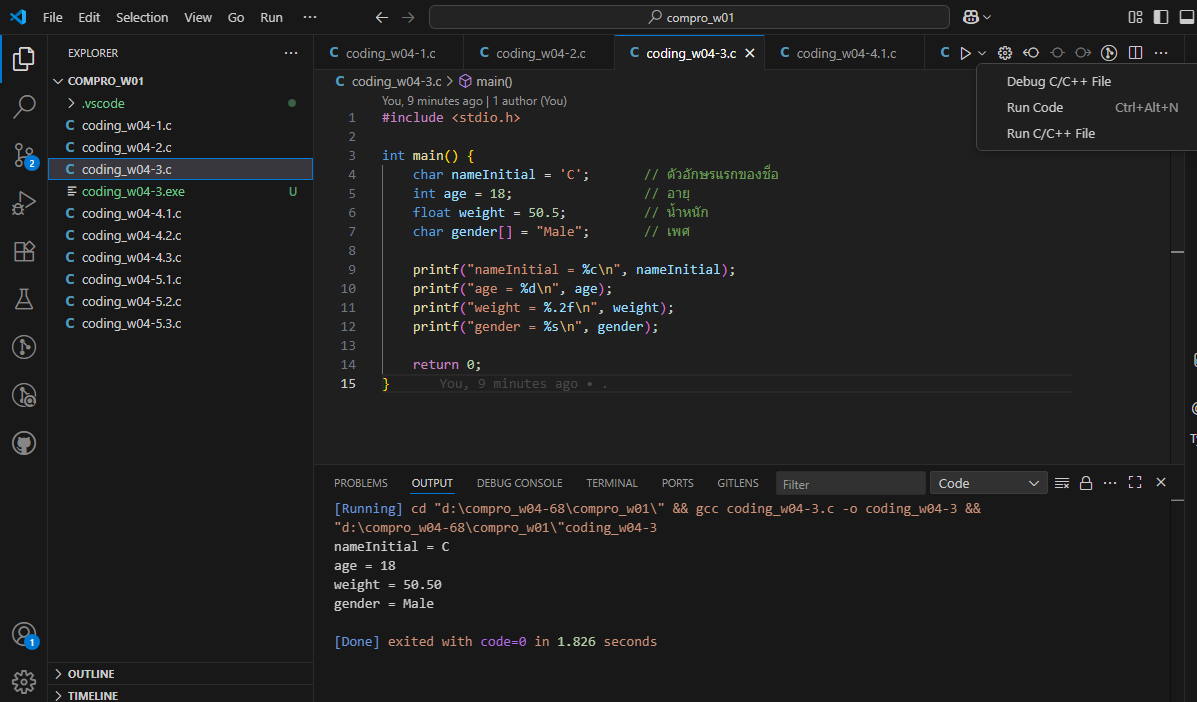 File Edit Selection View Go Run ···
compro_w01
EXPLORER ···
COMPRO_W01
.vscode
C coding_w04-1.c
C coding_w04-2.c
C coding_w04-3.c
coding_w04-3.exe U
C coding_w04-4.1.c
C coding_w04-4.2.c
C coding_w04-4.3.c
C coding_w04-5.1.c
C coding_w04-5.2.c
C coding_w04-5.3.c
OUTLINE
TIMELINE
2
1
C coding_w04-1.c C coding_w04-2.c C coding_w04-3.c C coding_w04-4.1.c C
Debug C/C++ File
Run Code Ctrl+Alt+N
Run C/C++ File
C coding_w04-3.c > main()
You, 9 minutes ago | 1 author (You)
1 #include <stdio.h>
2
3 int main() {
4 char nameInitial = 'C'; // ตัวอักษรแรกของชื่อ
5 int age = 18; // อายุ
6 float weight = 50.5; // น้ำหนัก
7 char gender[] = "Male"; // เพศ
8
9 printf("nameInitial = %c\n", nameInitial);
10 printf("age = %d\n", age);
11 printf("weight = %.2f\n", weight);
12 printf("gender = %s\n", gender);
13
14 return 0;
15 } You, 9 minutes ago • .
PROBLEMS OUTPUT DEBUG CONSOLE TERMINAL PORTS GITLENS Filter Code
[Running] cd "d:\compro_w04-68\compro_w01\" && gcc coding_w04-3.c -o coding_w04-3 &&
"d:\compro_w04-68\compro_w01\"coding_w04-3
nameInitial = C
age = 18
weight = 50.50
gender = Male
[Done] exited with code=0 in 1.826 seconds